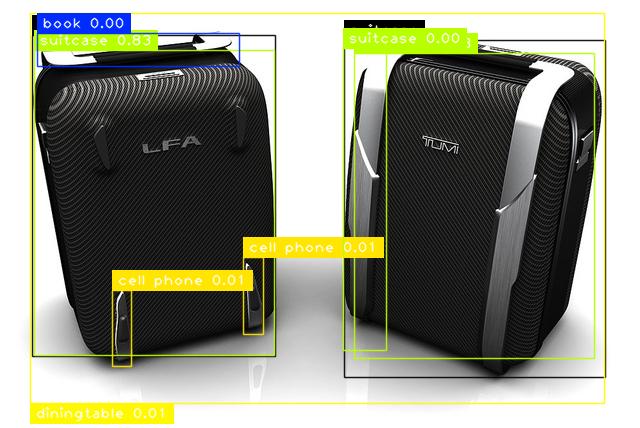 book 0.00
suitcase 0.83
suitcase 0.00
LFA
TUMI
cell phone 0.01
cell phone 0.01
diningtable 0.01